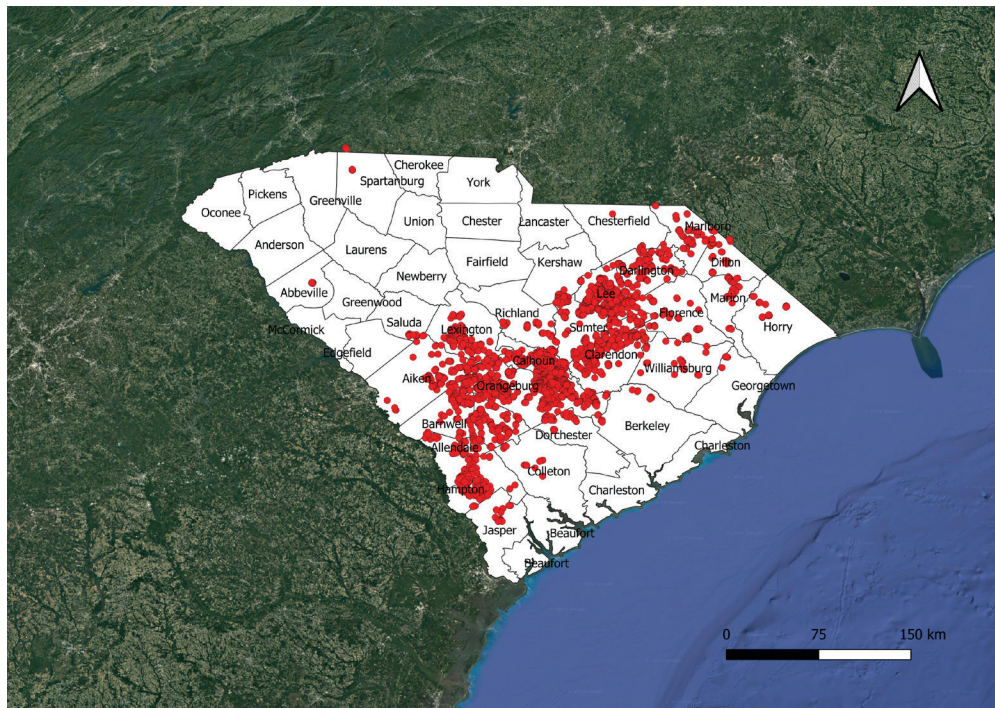 Cherokee
Spartanburg
York
Pickens
Greenville
Oconee
Union
Chester
Lancaster
Chesterfield
Marlboro
Anderson
Laurens
Fairfield
Kershaw
Dillon
Newberry
Darlington
Abbeville
Lee
Marion
Greenwood
Richland
Florence
Saluda
Lexington
Sumter
Horry
McCormick
Edgefield
Calhoun
Clarendon
Williamsburg
Aiken
Orangeburg
Georgetown
Barnwell
Berkeley
Dorchester
Charleston
Allendale
Colleton
Hampton
Charleston
Jasper
Beaufort
Beaufort
0 75 150 km